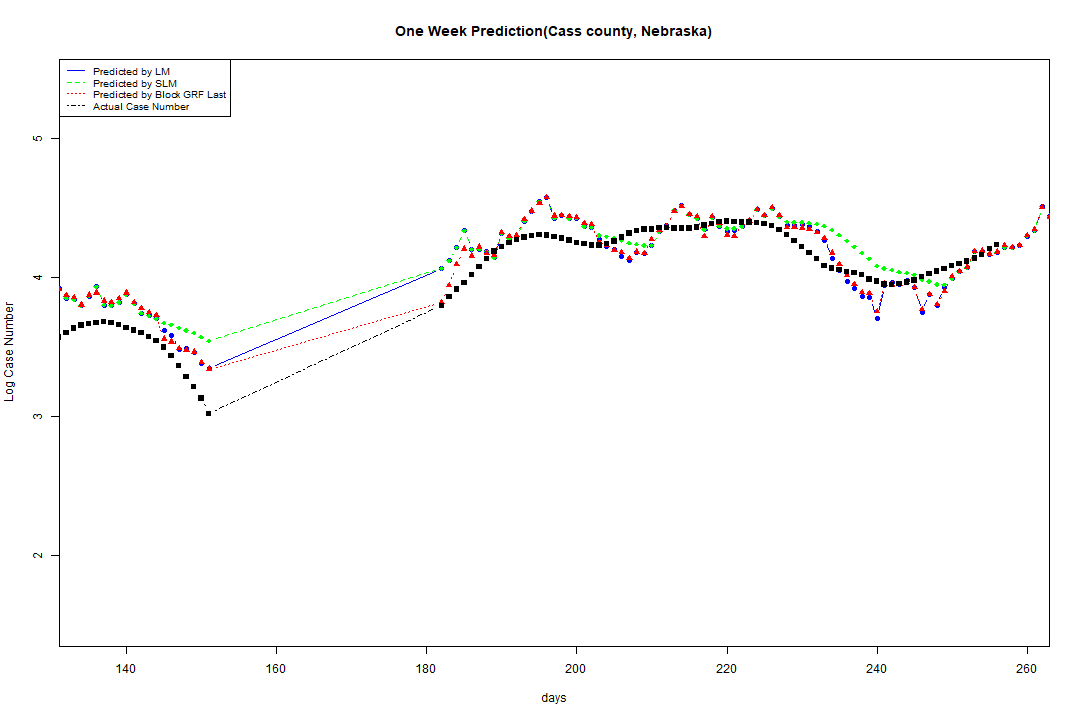 One Week Prediction(Cass county, Nebraska)
Predicted by LM
Predicted by SLM
Predicted by Block GRF Last
Actual Case Number
5
4
3
2
Log Case Number
140 160 180 200 220 240 260
days